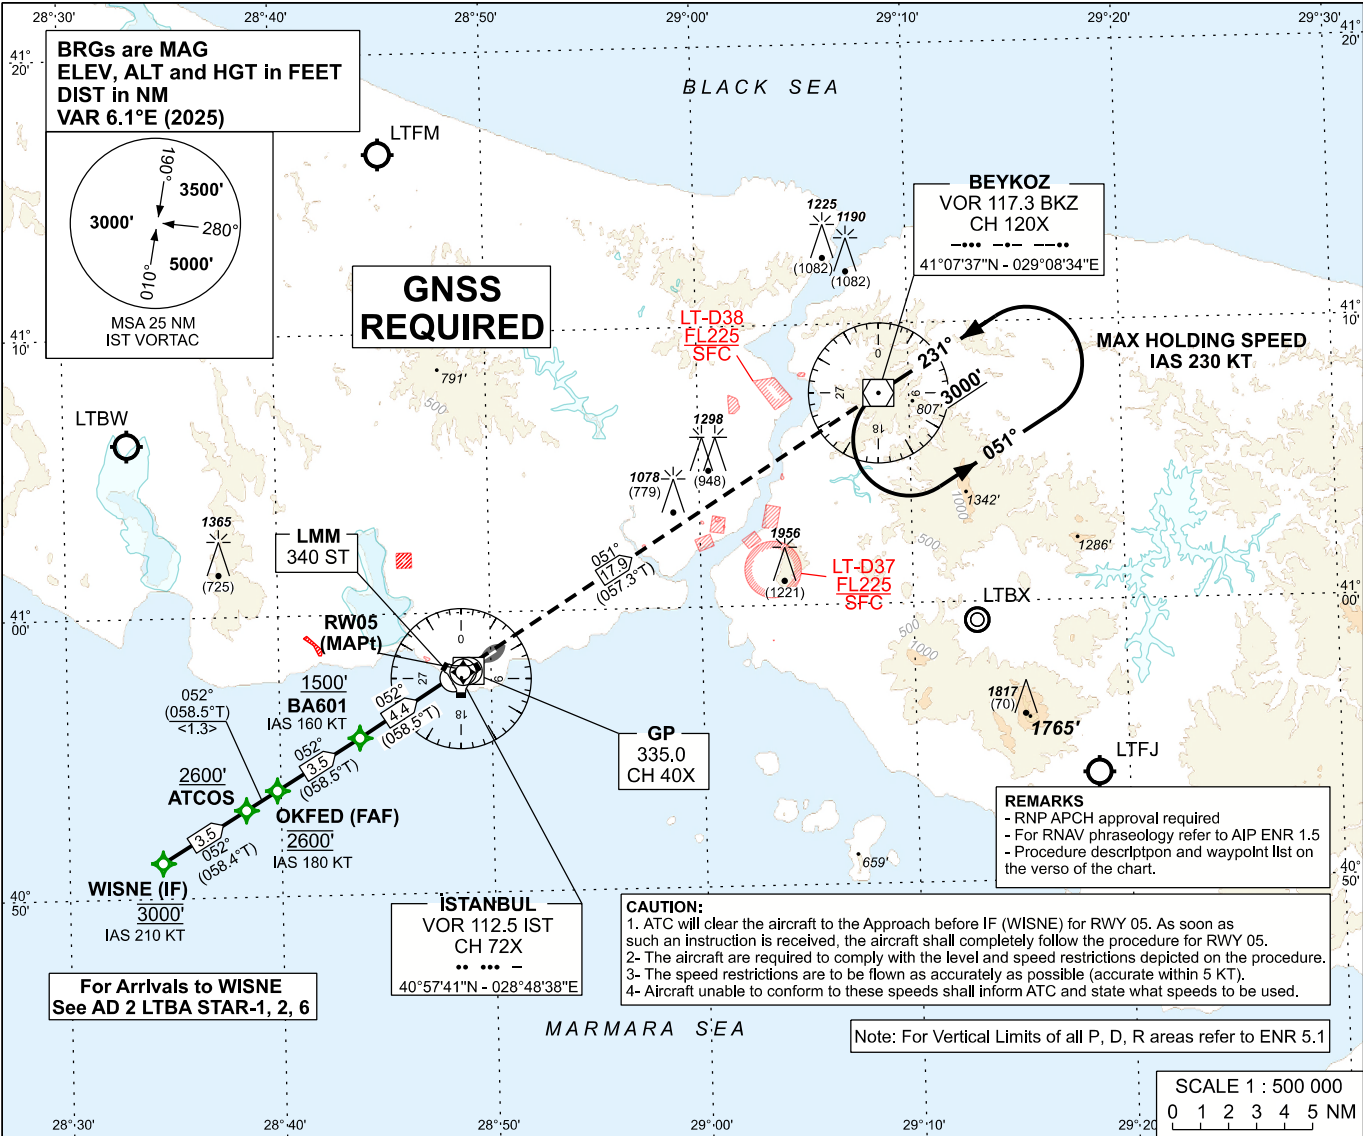 28°30'
28°40'
28°50'
29°00'
29°10'
29°20'
29°30'
41°
20'
41°
20'
BRGs are MAG
ELEV, ALT and HGT in FEET
DIST in NM
VAR 6.1°E (2025)
190°
3500'
3000'
280°
5000'
010°
MSA 25 NM
IST VORTAC
LTFM
BLACK SEA
GNSS
REQUIRED
BEYKOZ
VOR 117.3 BKZ
CH 120X
41°07'37"N - 029°08'34"E
1225
1190
(1082)
(1082)
41°
10'
41°
10'
LT-D38
FL225
SFC
231°
3000'
051°
MAX HOLDING SPEED
IAS 230 KT
0
9
18
27
791'
500'
807'
LTBW
1298
(948)
1078
(779)
1342'
1000
500
1286'
1365
(725)
LMM
340 ST
1956
(1221)
LT-D37
FL225
SFC
051°
17.9
(057.3°T)
LTBX
41°
00'
41°
00'
500
1000
RW05
(MAPt)
0
9
18
27
1500'
BA601
IAS 160 KT
052°
4.4
(058.5°T)
052°
(058.5°T)
<1.3>
052°
3.5
(058.5°T)
GP
335.0
CH 40X
1817
(70)
1765'
LTFJ
2600'
ATCOS
OKFED (FAF)
2600'
IAS 180 KT
3.5
052°
(058.4°T)
WISNE (IF)
3000'
IAS 210 KT
659'
REMARKS
- RNP APCH approval required
- For RNAV phraseology refer to AIP ENR 1.5
- Procedure descriptpon and waypoint list on
the verso of the chart.
40°
50'
40°
50'
İSTANBUL
VOR 112.5 IST
CH 72X
40°57'41"N - 028°48'38"E
CAUTION:
1. ATC will clear the aircraft to the Approach before IF (WISNE) for RWY 05. As soon as
such an instruction is received, the aircraft shall completely follow the procedure for RWY 05.
2- The aircraft are required to comply with the level and speed restrictions depicted on the procedure.
3- The speed restrictions are to be flown as accurately as possible (accurate within 5 KT).
4- Aircraft unable to conform to these speeds shall inform ATC and state what speeds to be used.
For Arrivals to WISNE
See AD 2 LTBA STAR-1, 2, 6
MARMARA SEA
Note: For Vertical Limits of all P, D, R areas refer to ENR 5.1
SCALE 1 : 500 000
0 1 2 3 4 5 NM
28°30'
28°40'
28°50'
29°00'
29°10'
29°20'